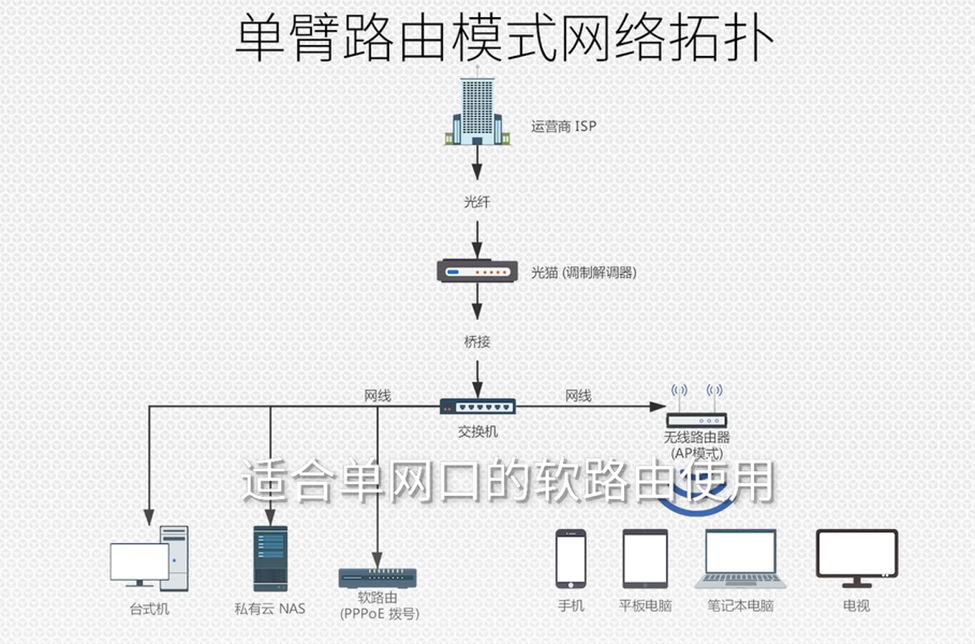 单臂路由模式网络拓扑
运营商 ISP
光纤
光猫 (调制解调器)
桥接
网线
网线
交换机
无线路由器
(AP模式)
适合单网口的软路由使用
台式机
私有云 NAS
软路由
(PPPoE 拨号)
手机
平板电脑
笔记本电脑
电视